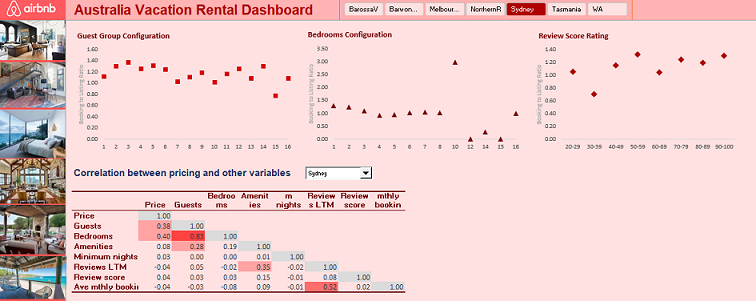 airbnb
Australia Vacation Rental Dashboard
BarossaV Barvon... Melbour... NorthernR Sydney Tasmania WA
Guest Group Configuration
Booking to Listing Ratio
1.60
1.40
1.20
1.00
0.80
0.60
0.40
0.20
0.00
1 2 3 4 5 6 7 8 9 10 11 12 13 14 15 16
Bedrooms Configuration
Booking to Listing Ratio
3.50
3.00
2.50
2.00
1.50
1.00
0.50
0.00
1 2 3 4 5 6 7 8 10 12 14 15 16
Review Score Rating
Booking to Listing Ratio
1.40
1.20
1.00
0.80
0.60
0.40
0.20
0.00
20-29 30-39 40-49 50-59 60-69 70-79 80-89 90-100
Correlation between pricing and other variables
Sydney
Price Guests Bedroo ms Amenit ies m nights Review s LTM Review score mthly bookin
Price 1.00
Guests 0.38 1.00
Bedrooms 0.40 0.83 1.00
Amenities 0.08 0.28 0.19 1.00
Minimum nights 0.03 0.00 0.00 0.01 1.00
Reviews LTM -0.04 0.05 -0.02 0.35 -0.02 1.00
Review score 0.04 0.03 0.03 0.15 -0.01 0.08 1.00
Ave mthly bookin -0.04 -0.03 -0.08 0.09 -0.01 0.52 0.02 1.00